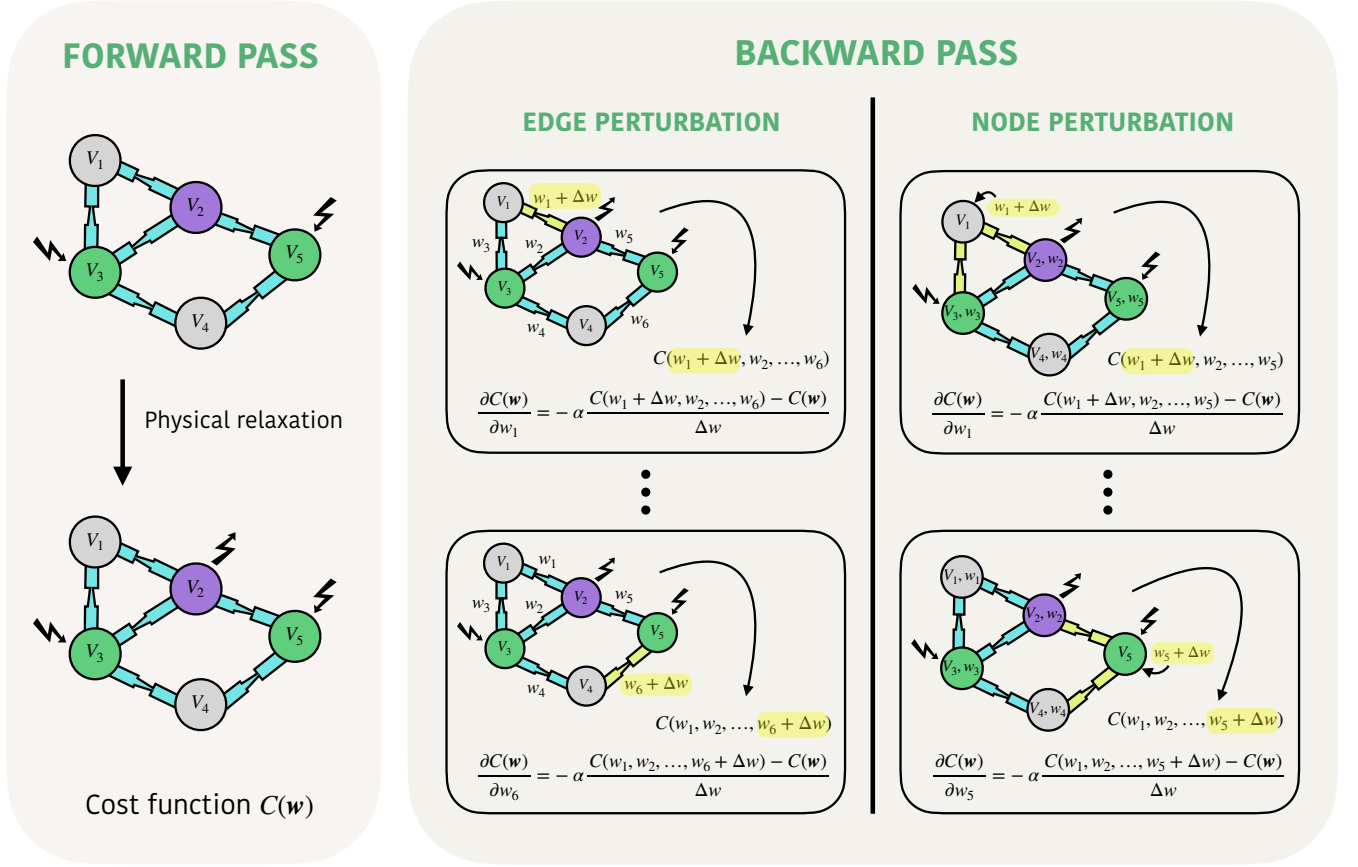 FORWARD PASS
V₁
V₂
V₃
V₅
V₄
Physical relaxation
V₁
V₂
V₃
V₅
V₄
Cost function C(w)
BACKWARD PASS
EDGE PERTURBATION
V₁
w₁ + Δw
V₂
w₃
w₂
w₅
V₃
V₅
w₄
V₄
w₆
C(w₁ + Δw, w₂, …, w₆)
∂C(w)/∂w₁ = − α (C(w₁ + Δw, w₂, …, w₆) − C(w))/Δw
V₁
w₁
V₂
w₃
w₂
w₅
V₃
V₅
w₄
V₄
w₆ + Δw
C(w₁, w₂, …, w₆ + Δw)
∂C(w)/∂w₆ = − α (C(w₁, w₂, …, w₆ + Δw) − C(w))/Δw
NODE PERTURBATION
w₁ + Δw
V₁
V₂, w₂
V₃, w₃
V₅, w₅
V₄, w₄
C(w₁ + Δw, w₂, …, w₅)
∂C(w)/∂w₁ = − α (C(w₁ + Δw, w₂, …, w₅) − C(w))/Δw
V₁, w₁
V₂, w₂
V₃, w₃
V₅
w₅ + Δw
V₄, w₄
C(w₁, w₂, …, w₅ + Δw)
∂C(w)/∂w₅ = − α (C(w₁, w₂, …, w₅ + Δw) − C(w))/Δw